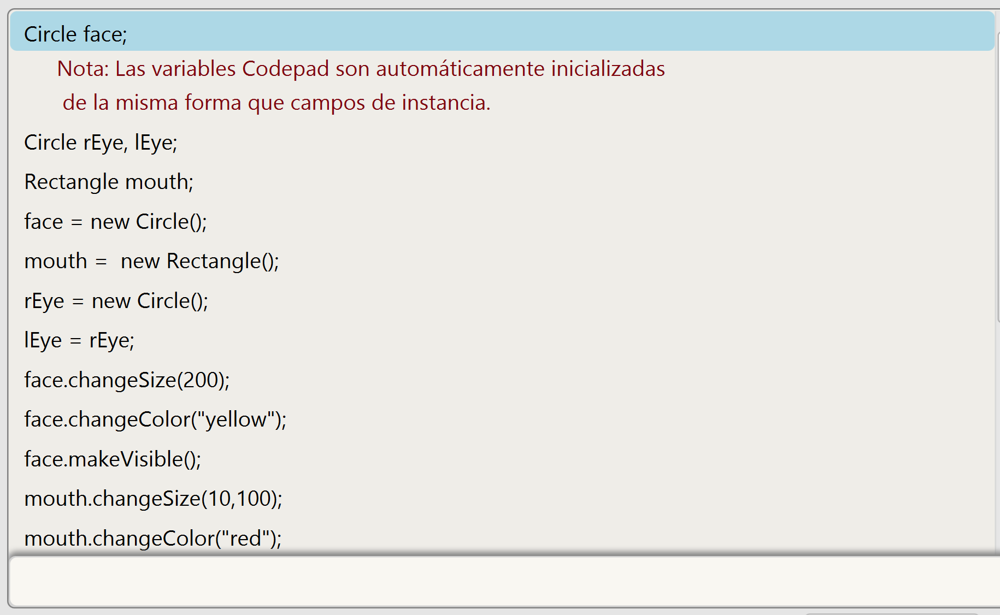 Circle face;
Nota: Las variables Codepad son automáticamente inicializadas
de la misma forma que campos de instancia.
Circle rEye, lEye;
Rectangle mouth;
face = new Circle();
mouth =  new Rectangle();
rEye = new Circle();
lEye = rEye;
face.changeSize(200);
face.changeColor("yellow");
face.makeVisible();
mouth.changeSize(10,100);
mouth.changeColor("red");